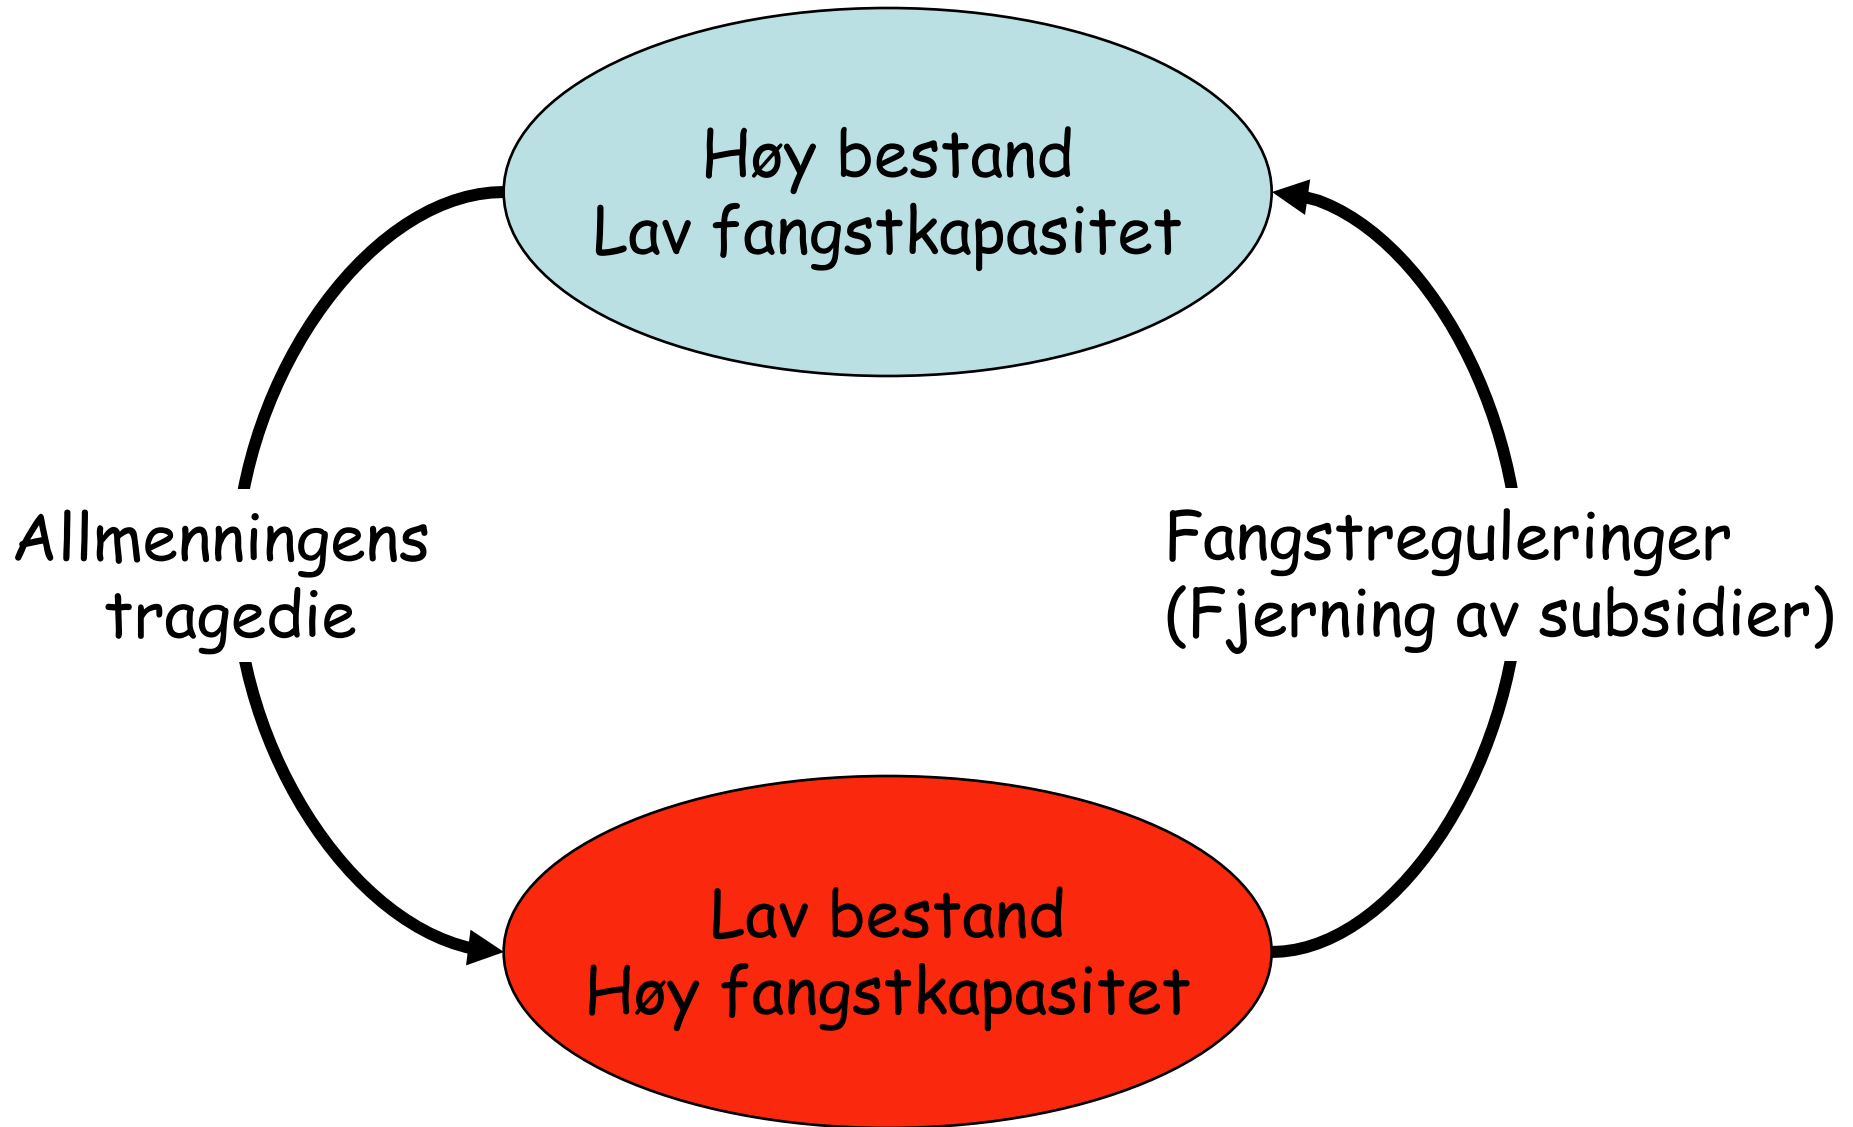 Høy bestand
Lav fangstkapasitet
Allmenningens
tragedie
Fangstreguleringer
(Fjerning av subsidier)
Lav bestand
Høy fangstkapasitet